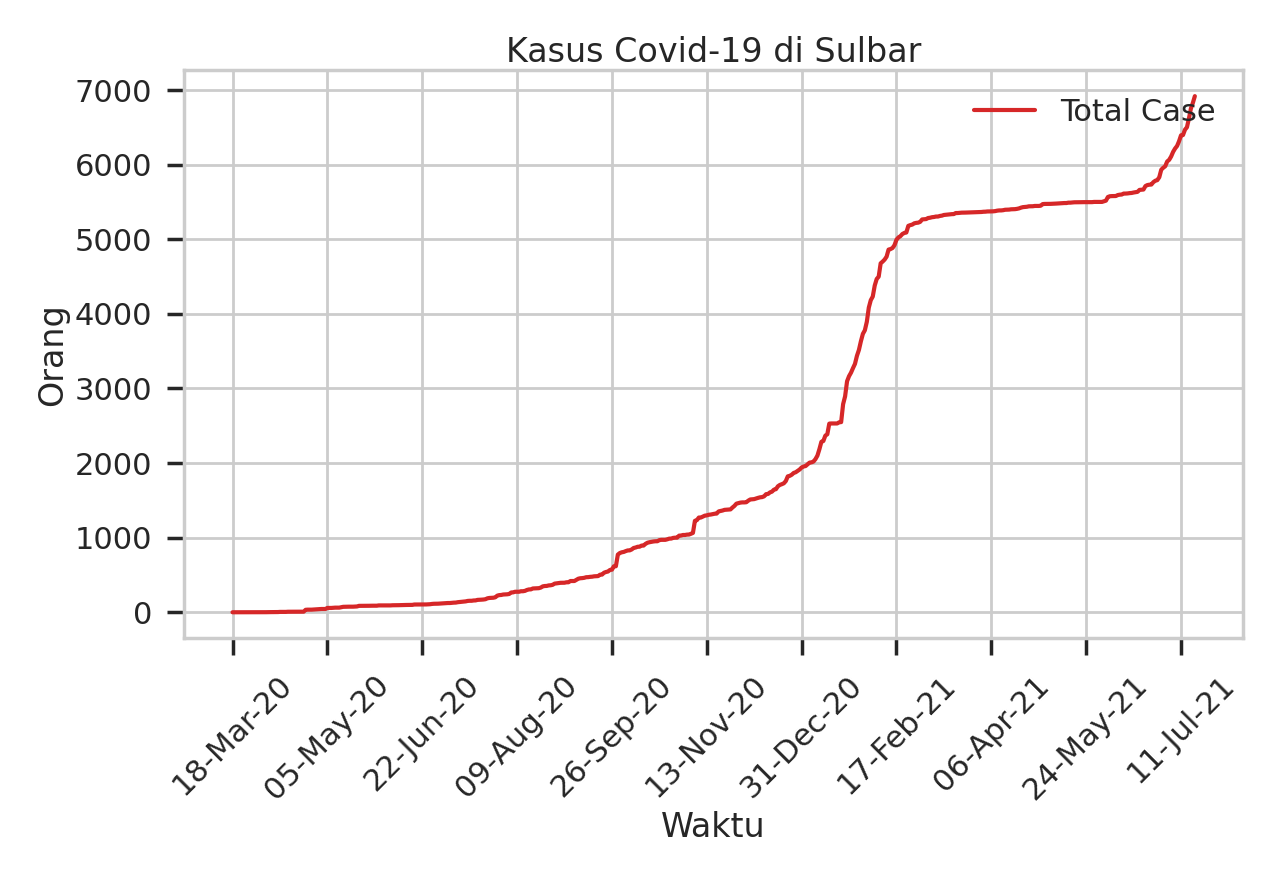 Kasus Covid-19 di Sulbar
Total Case
7000
6000
5000
4000
3000
2000
1000
0
Orang
18-Mar-20
05-May-20
22-Jun-20
09-Aug-20
26-Sep-20
13-Nov-20
31-Dec-20
17-Feb-21
06-Apr-21
24-May-21
11-Jul-21
Waktu